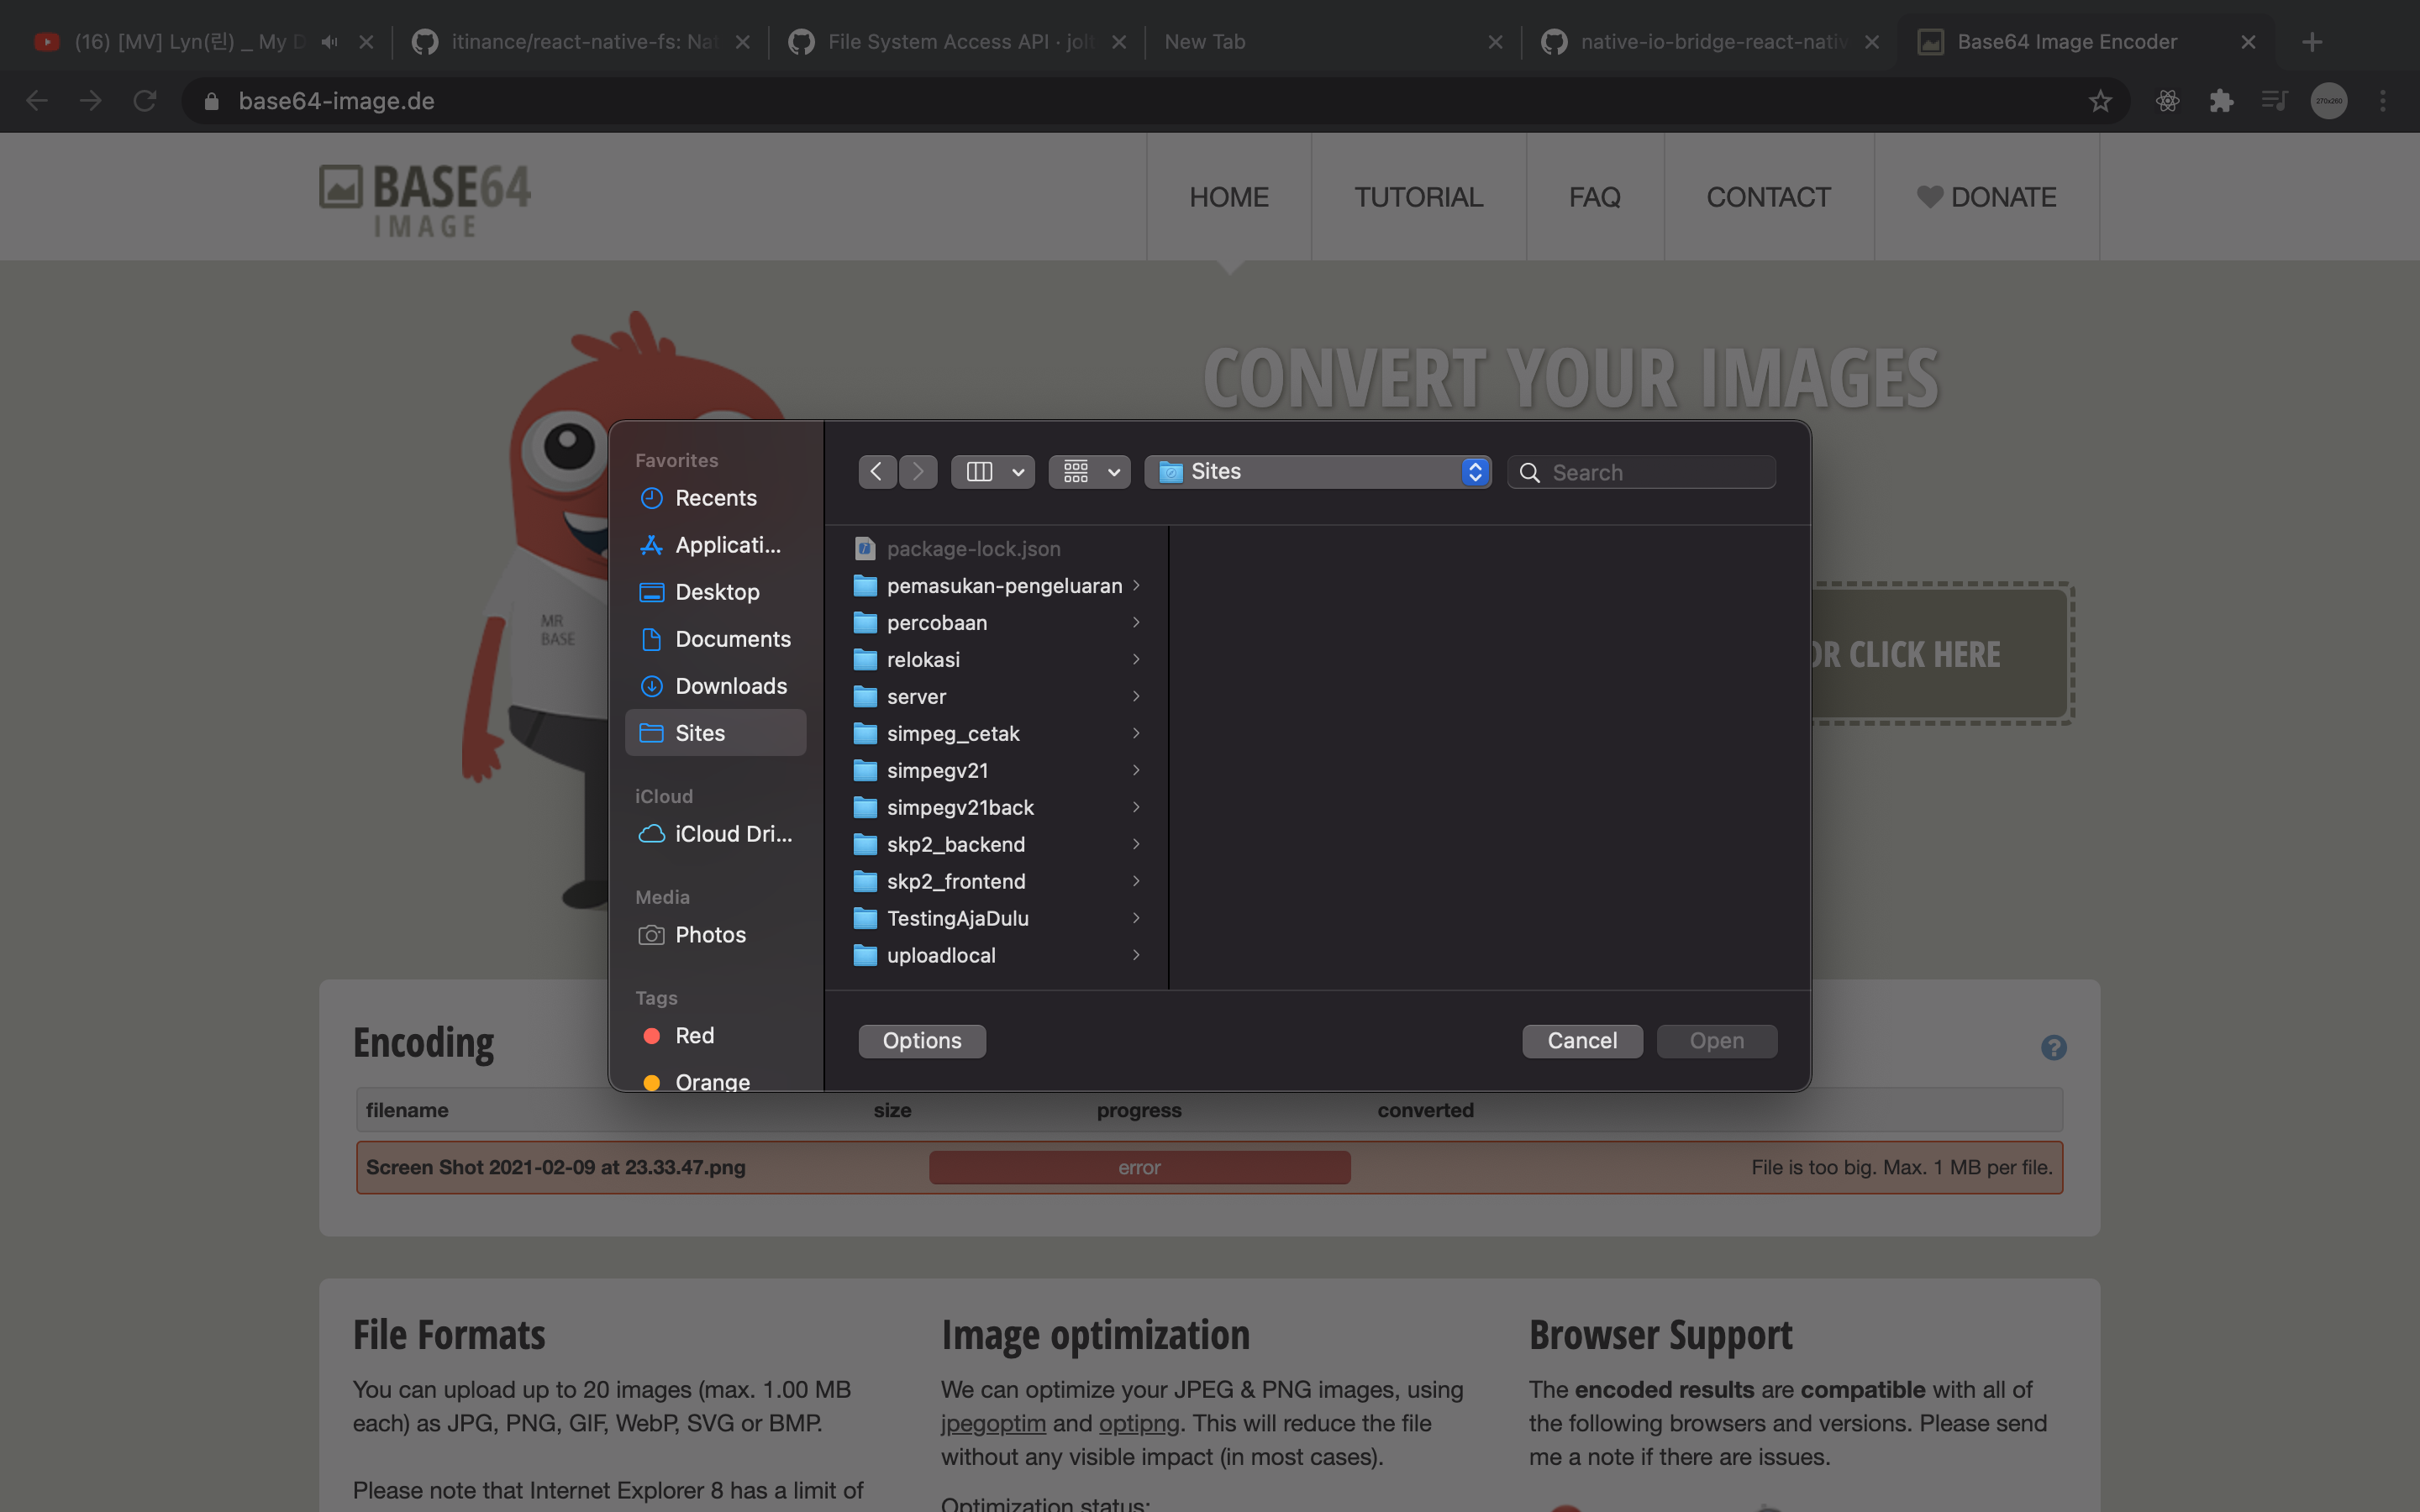 (16) [MV] Lyn(린) _ My D
itinance/react-native-fs: Nat
File System Access API · jolt
New Tab
native-io-bridge-react-nativ
Base64 Image Encoder
base64-image.de
270x260
BASE64
IMAGE
HOME
TUTORIAL
FAQ
CONTACT
DONATE
CONVERT YOUR IMAGES
MR
BASE
OR CLICK HERE
Favorites
Recents
Applicati...
Desktop
Documents
Downloads
Sites
iCloud
iCloud Dri...
Media
Photos
Tags
Red
Orange
Sites
Search
package-lock.json
pemasukan-pengeluaran
percobaan
relokasi
server
simpeg_cetak
simpegv21
simpegv21back
skp2_backend
skp2_frontend
TestingAjaDulu
uploadlocal
Options
Cancel
Open
Encoding
?
filename size progress converted
Screen Shot 2021-02-09 at 23.33.47.png error File is too big. Max. 1 MB per file.
File Formats
You can upload up to 20 images (max. 1.00 MB
each) as JPG, PNG, GIF, WebP, SVG or BMP.
Please note that Internet Explorer 8 has a limit of
Image optimization
We can optimize your JPEG & PNG images, using
jpegoptim and optipng. This will reduce the file
without any visible impact (in most cases).
Optimization status:
Browser Support
The encoded results are compatible with all of
the following browsers and versions. Please send
me a note if there are issues.